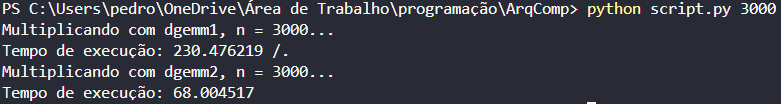 PS C:\Users\pedro\OneDrive\Área de Trabalho\programação\ArqComp> python script.py 3000
Multiplicando com dgemm1, n = 3000...
Tempo de execução: 230.476219 /.
Multiplicando com dgemm2, n = 3000...
Tempo de execução: 68.004517